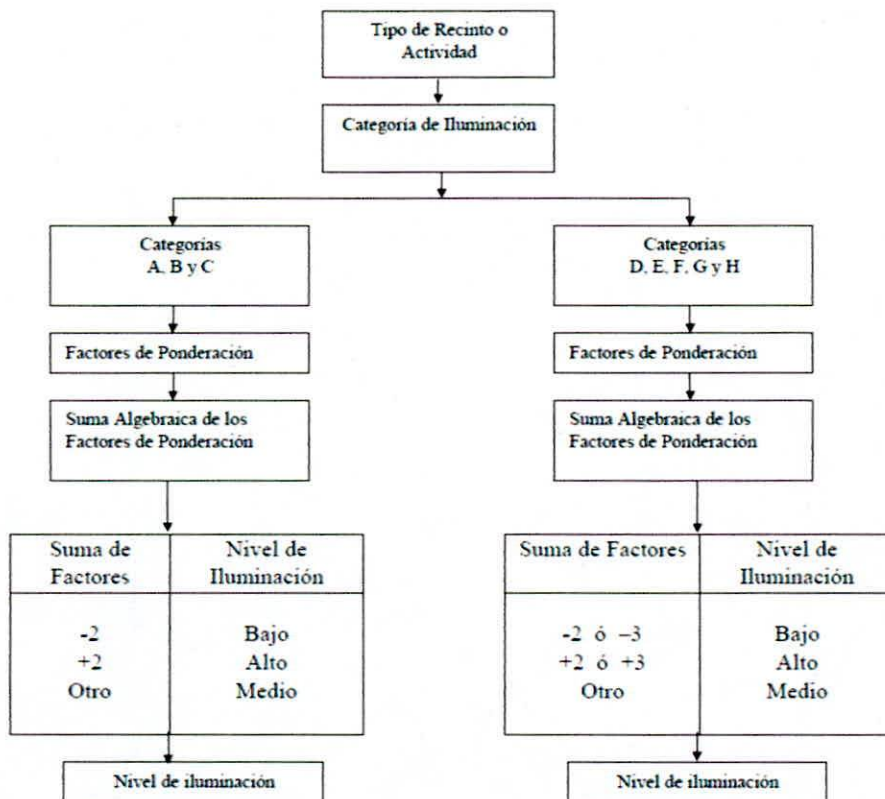 Tipo de Recinto o
Actividad
Categoría de Iluminación
Categorías
A, B y C
Factores de Ponderación
Suma Algebraica de los
Factores de Ponderación
Suma de
Factores
Nivel de
Iluminación
-2
Bajo
+2
Alto
Otro
Medio
Nivel de iluminación
Categorías
D, E, F, G y H
Factores de Ponderación
Suma Algebraica de los
Factores de Ponderación
Suma de Factores
Nivel de
Iluminación
-2 ó –3
Bajo
+2 ó +3
Alto
Otro
Medio
Nivel de iluminación